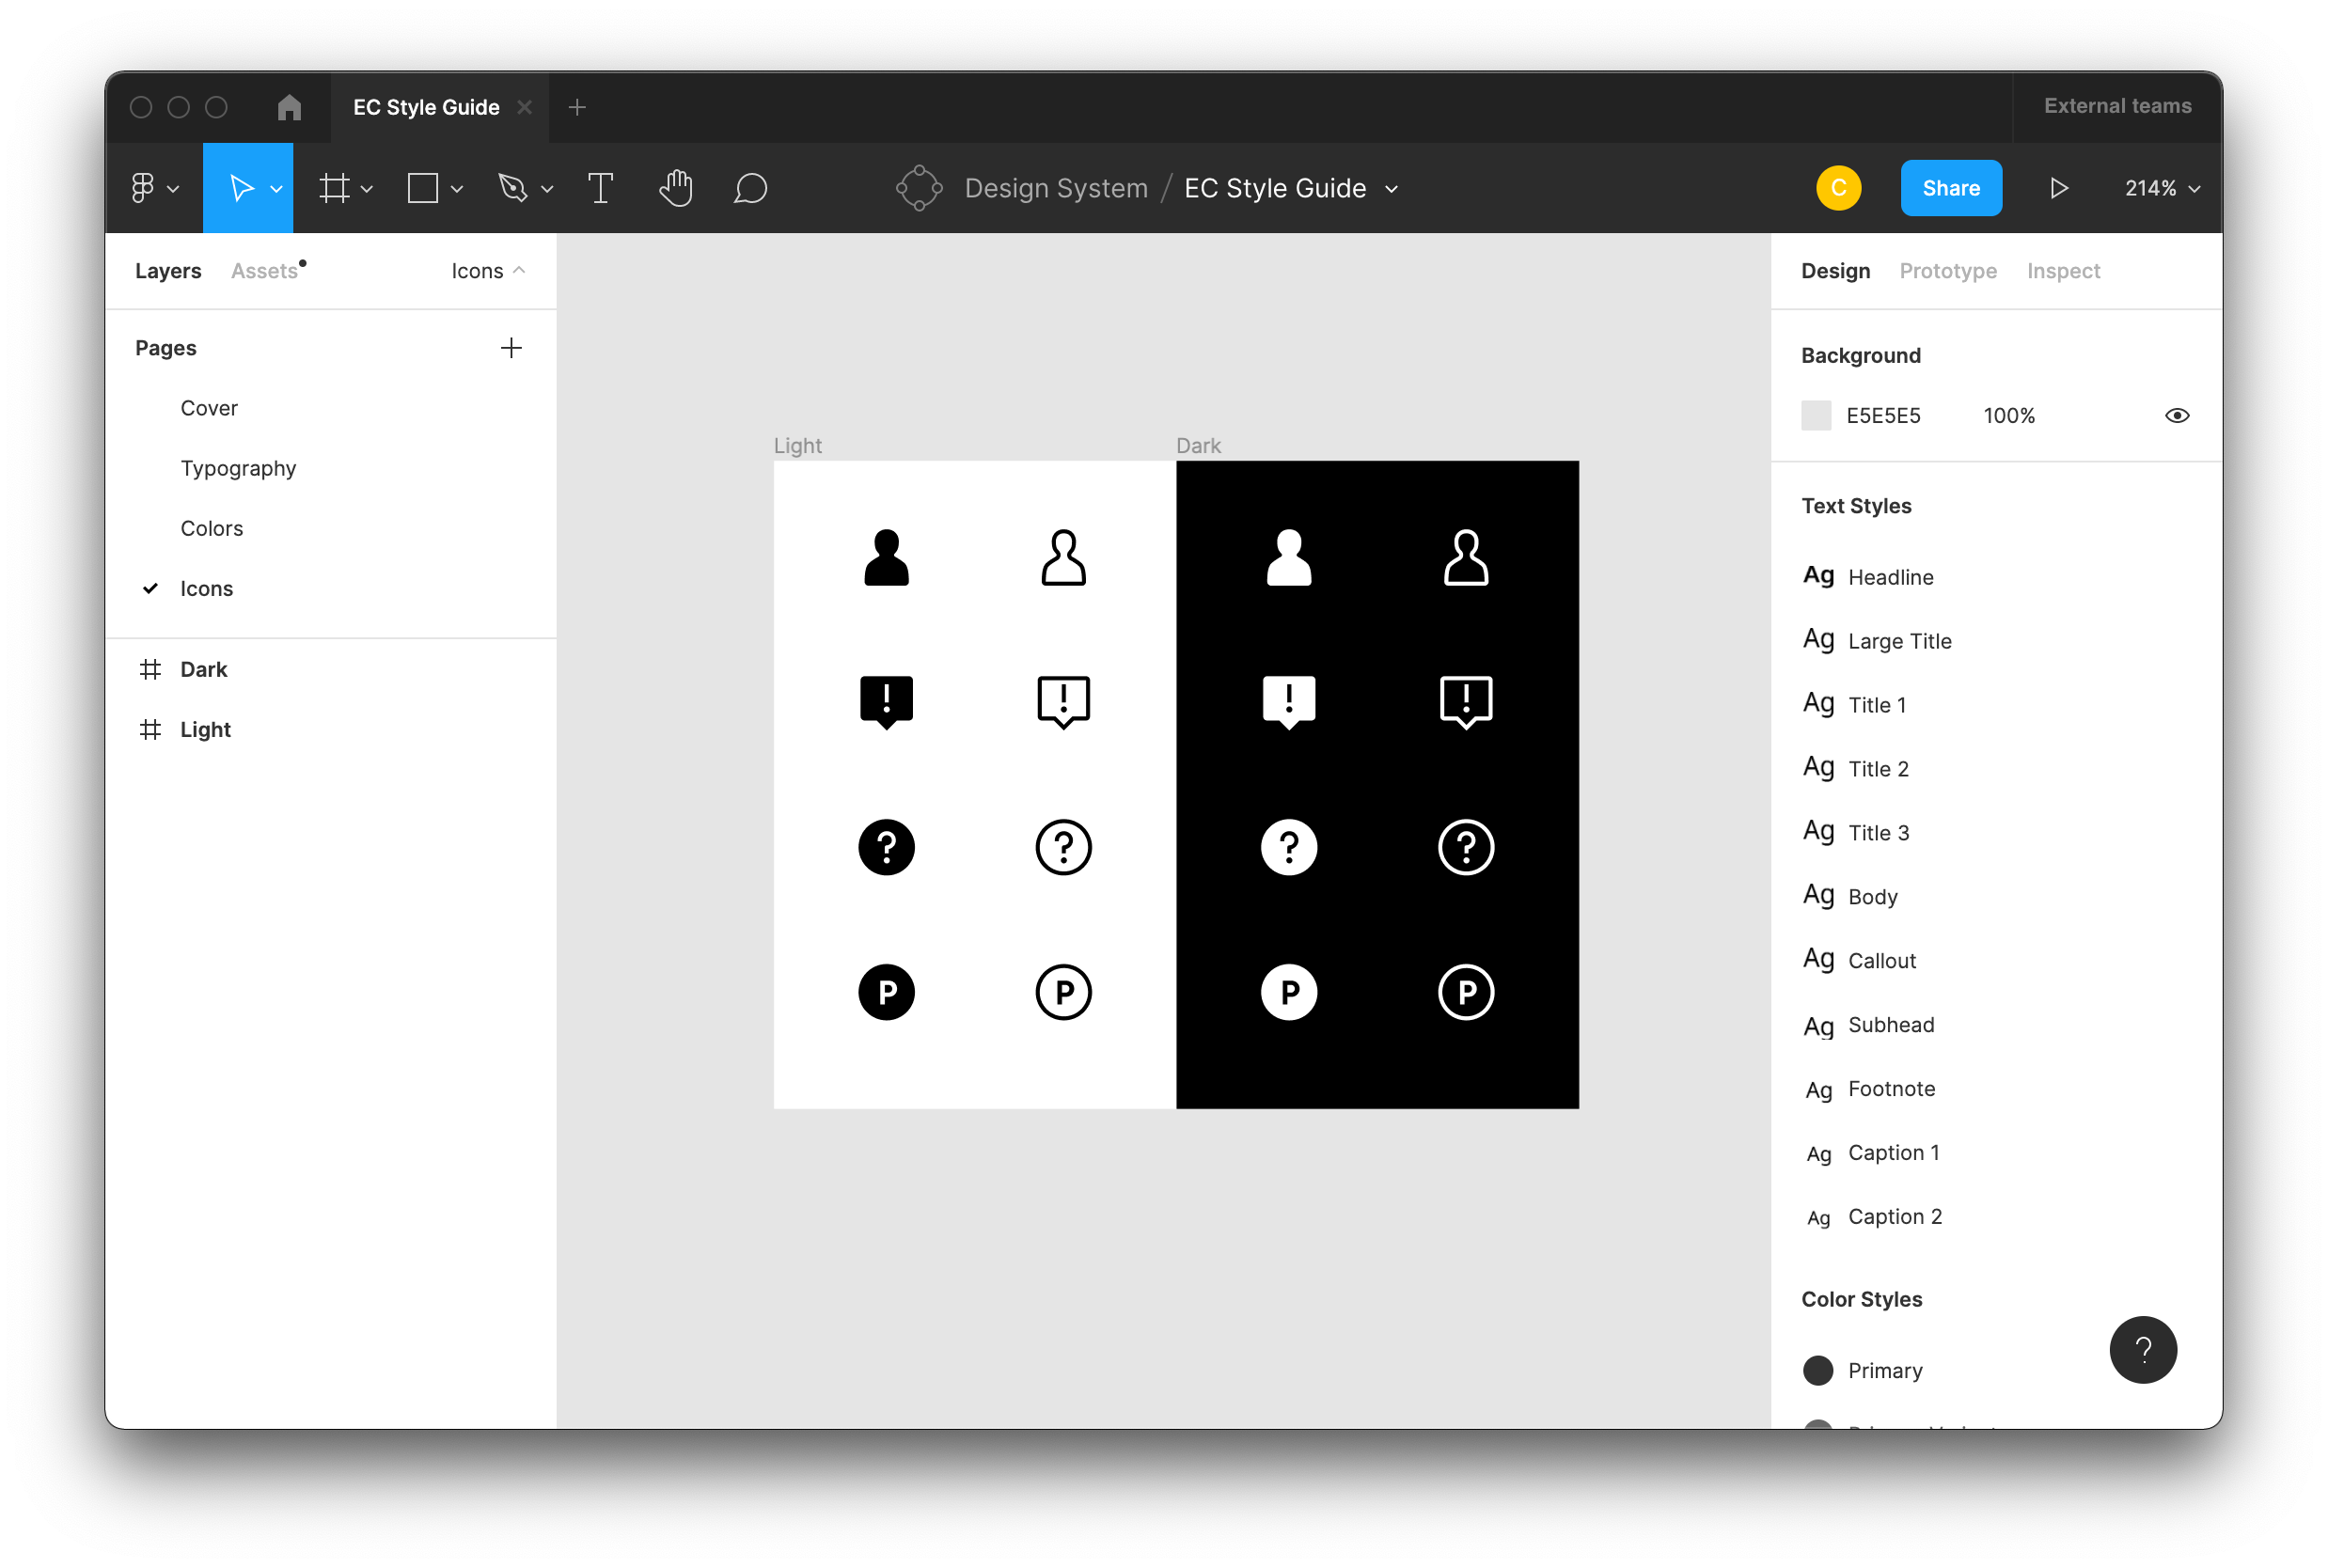 EC Style Guide
External teams
Design System / EC Style Guide
C
Share
214%
Layers
Assets
Icons
Pages
Cover
Typography
Colors
Icons
Dark
Light
Light
Dark
! ! ! !
? ? ? ?
P P P P
Design
Prototype
Inspect
Background
E5E5E5
100%
Text Styles
Ag Headline
Ag Large Title
Ag Title 1
Ag Title 2
Ag Title 3
Ag Body
Ag Callout
Ag Subhead
Ag Footnote
Ag Caption 1
Ag Caption 2
Color Styles
Primary
?